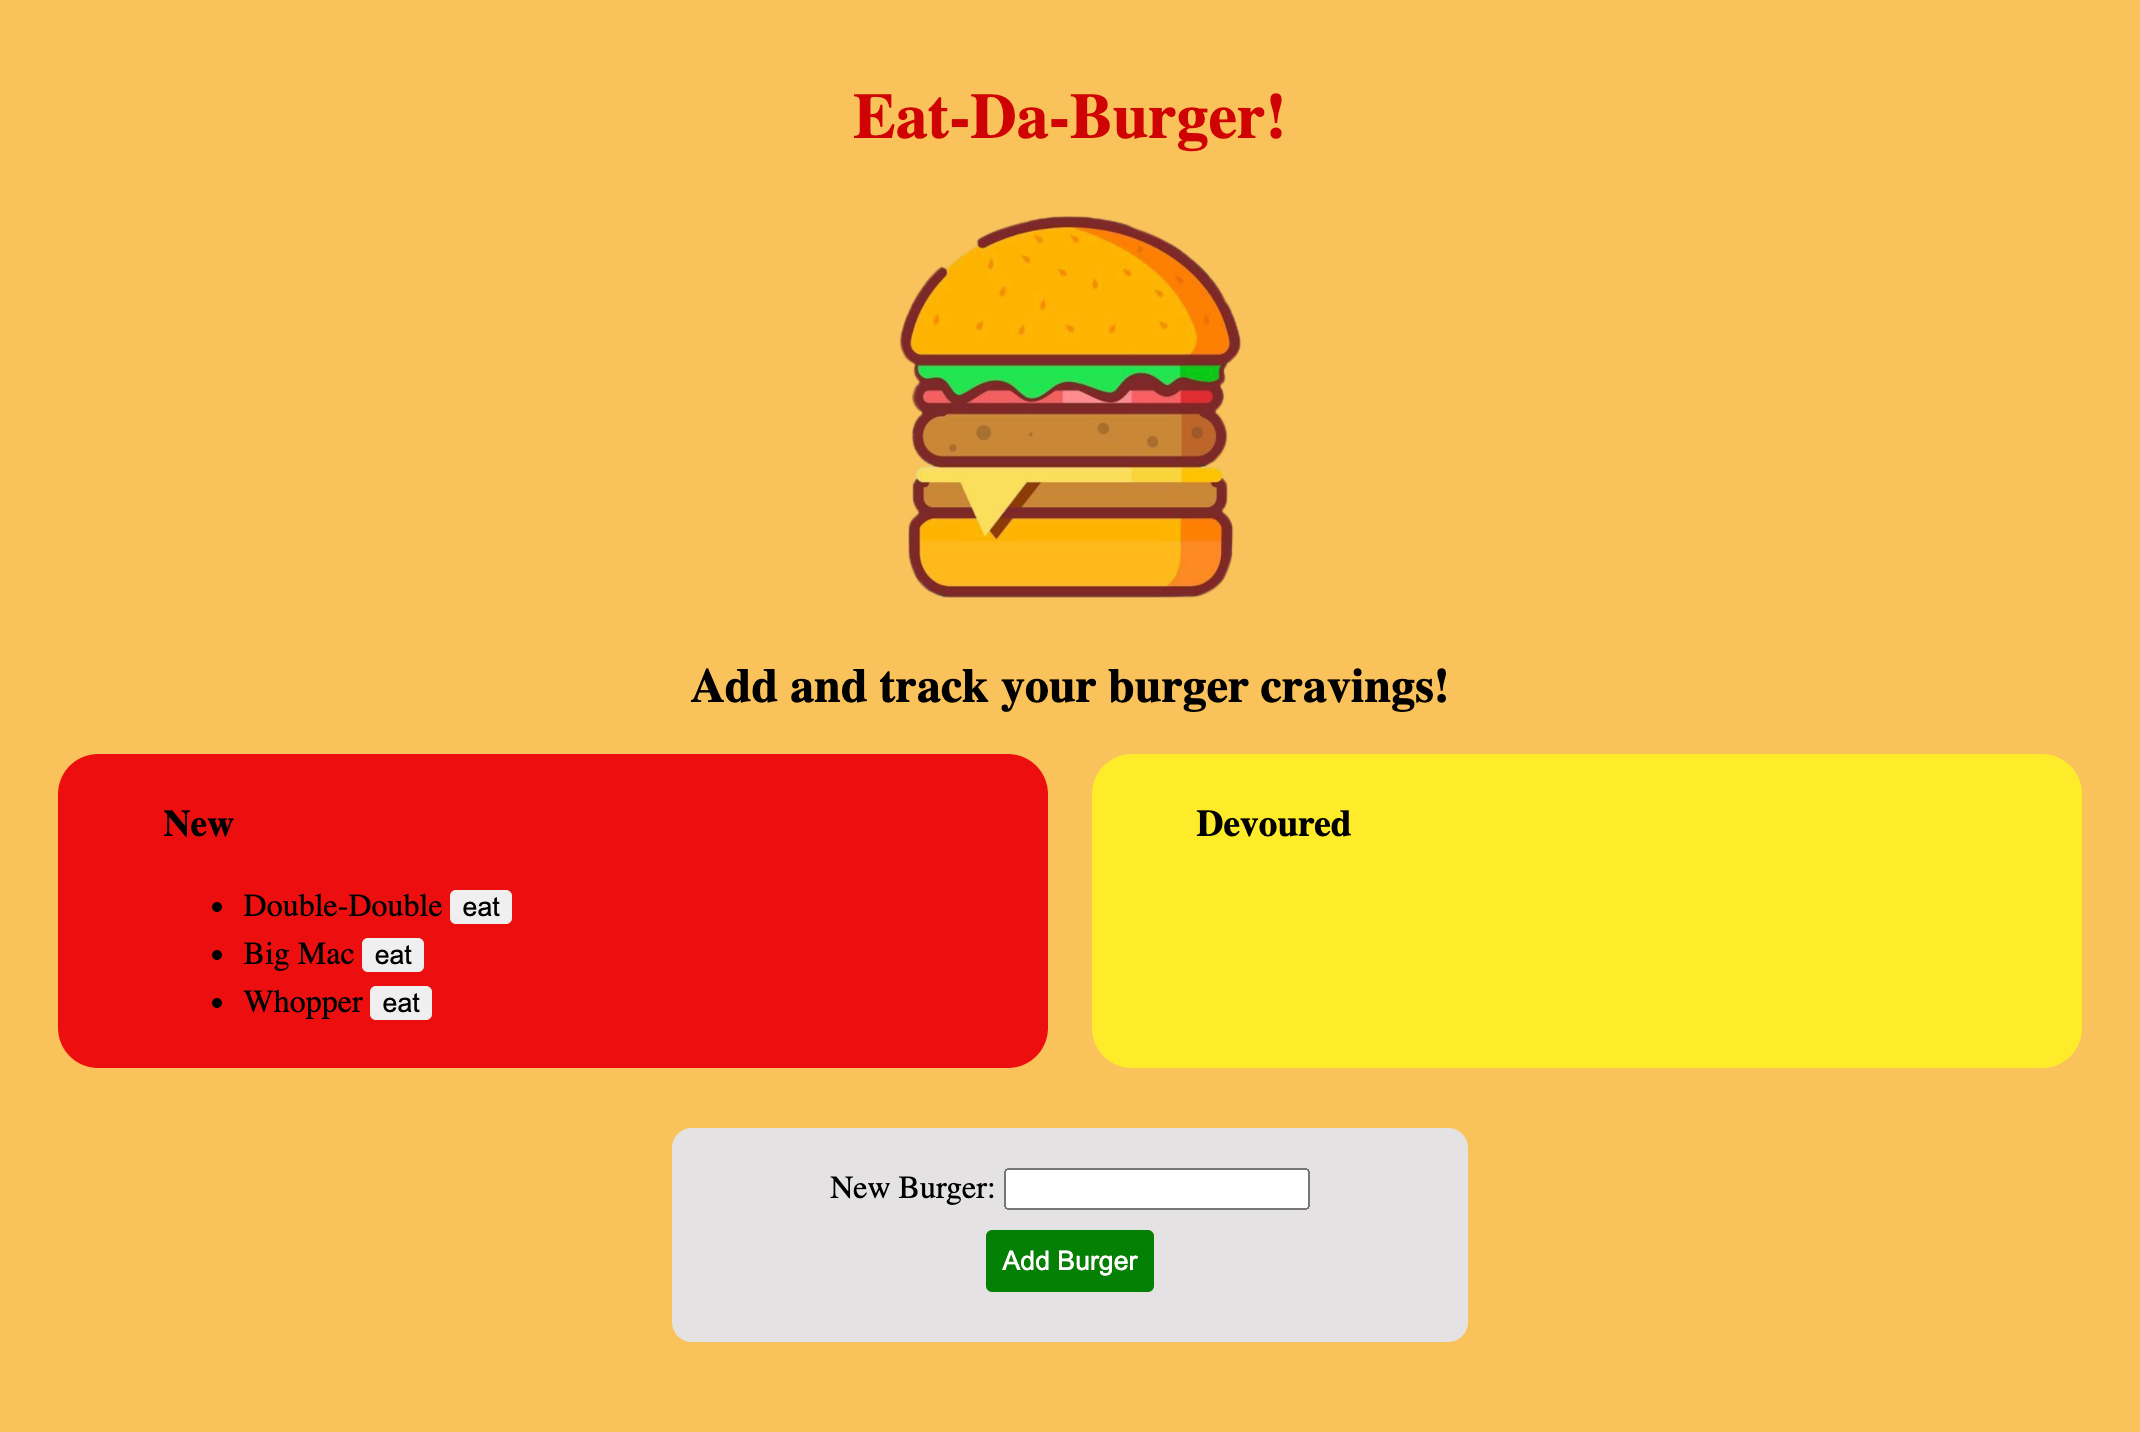 Eat-Da-Burger!
Add and track your burger cravings!
New
Double-Double eat
Big Mac eat
Whopper eat
Devoured
New Burger:
Add Burger